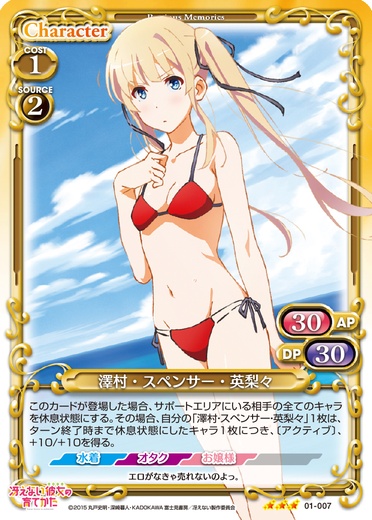 Precious Memories
Character
COST
1
SOURCE
2
30 AP
DP 30
澤村・スペンサー・英梨々
このカードが登場した場合、サポートエリアにいる相手の全てのキャラ
を休息状態にする。その場合、自分の「澤村・スペンサー・英梨々」1枚は、
ターン終了時まで休息状態にしたキャラ1枚につき、〔アクティブ〕、
+10/+10を得る。
水着 オタク お嬢様
エロがなきゃ売れないのよっ。
冴えない彼女の
育てかた
©2015 丸戸史明・深崎暮人・KADOKAWA 富士見書房／冴えない製作委員会
01-007